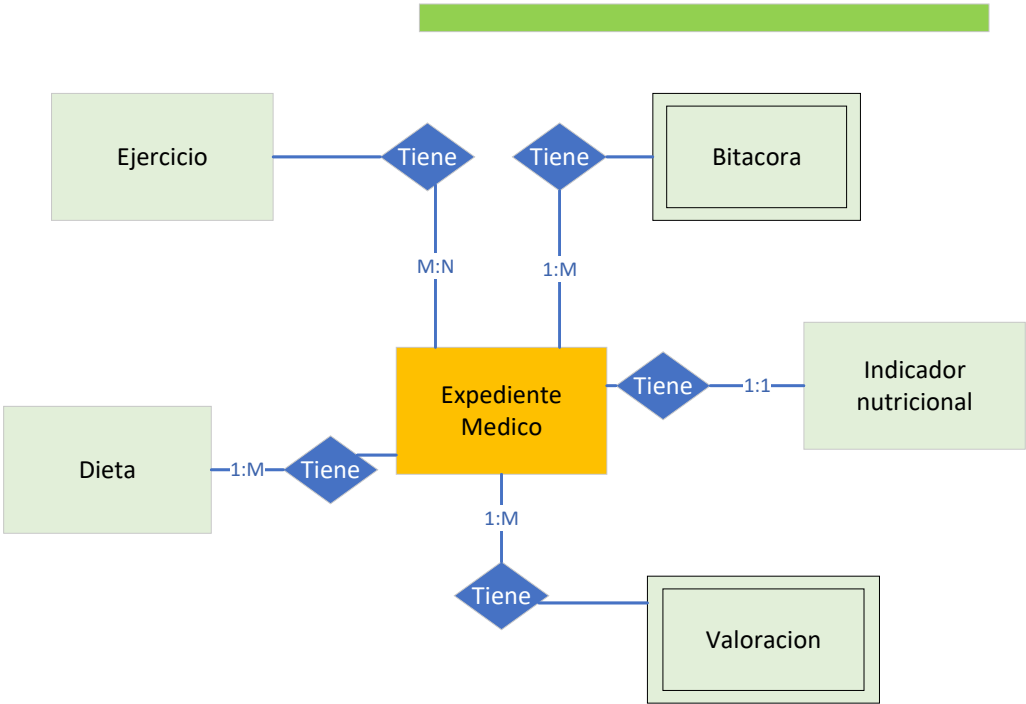 Ejercicio
Tiene
Tiene
Bitacora
M:N
1:M
Expediente
Medico
Tiene
1:1
Indicador
nutricional
Dieta
1:M
Tiene
1:M
Tiene
Valoracion